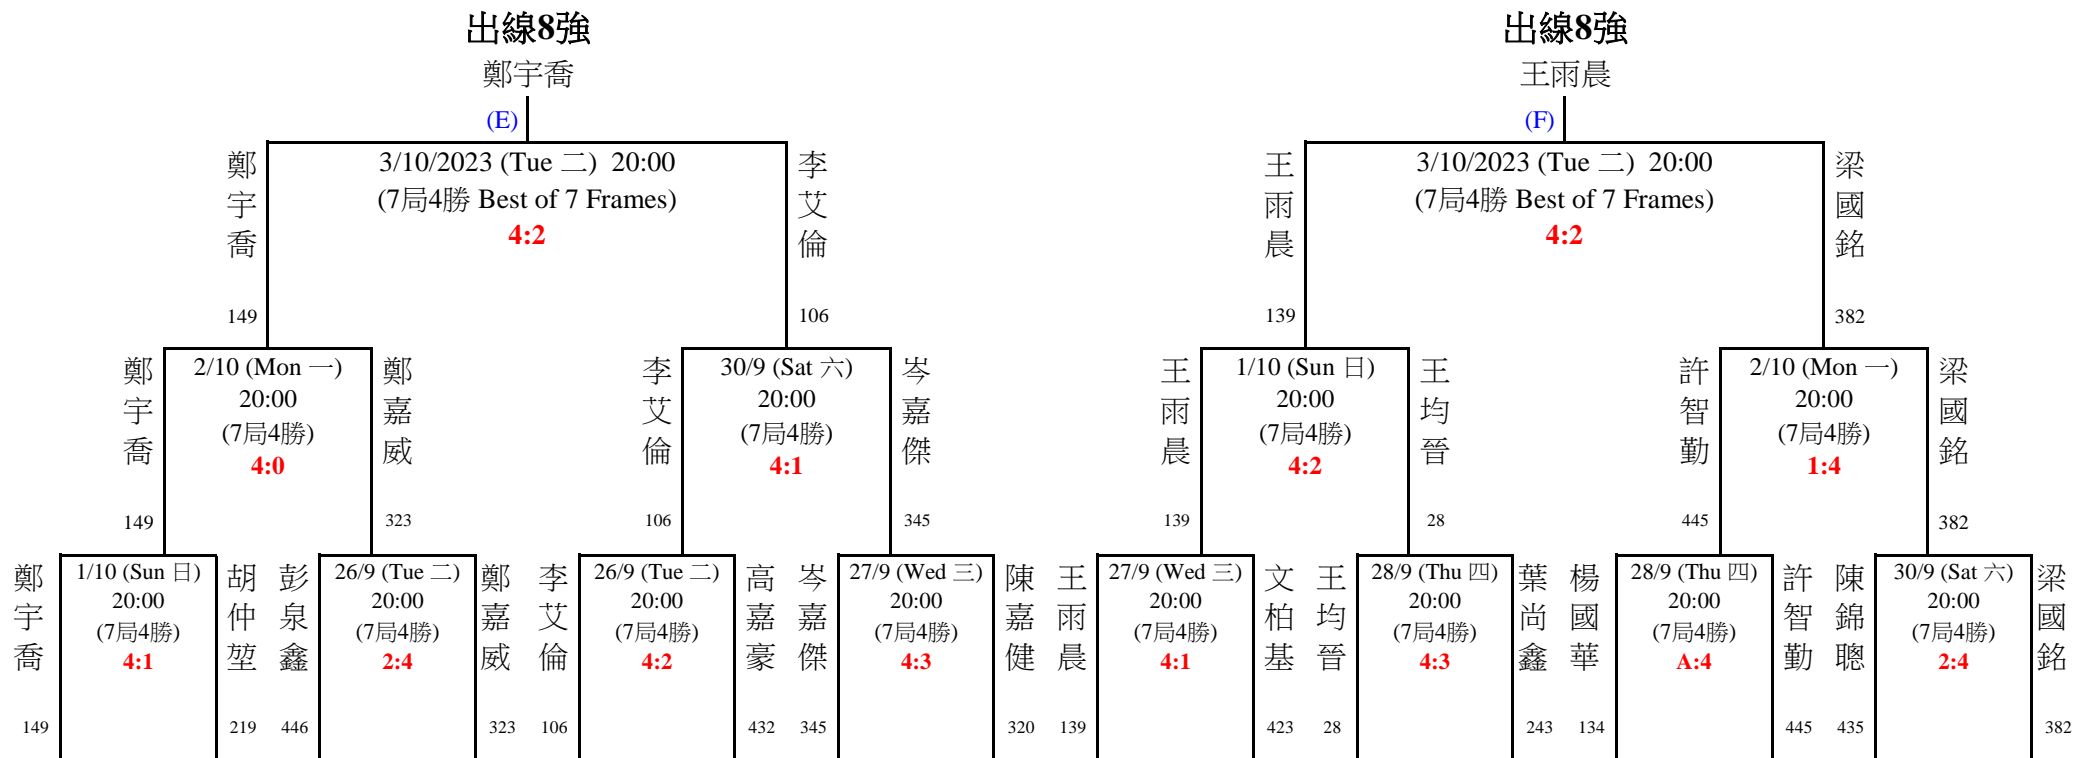 出線8強
鄭宇喬
(E)
鄭宇喬
3/10/2023 (Tue 二) 20:00
(7局4勝 Best of 7 Frames)
4:2
李艾倫
149
106
出線8強
王雨晨
(F)
王雨晨
3/10/2023 (Tue 二) 20:00
(7局4勝 Best of 7 Frames)
4:2
梁國銘
139
382
鄭宇喬
2/10 (Mon 一)
20:00
(7局4勝)
4:0
鄭嘉威
149
323
李艾倫
30/9 (Sat 六)
20:00
(7局4勝)
4:1
岑嘉傑
106
345
王雨晨
1/10 (Sun 日)
20:00
(7局4勝)
4:2
王均晉
139
28
許智勤
2/10 (Mon 一)
20:00
(7局4勝)
1:4
梁國銘
445
382
鄭宇喬
1/10 (Sun 日)
20:00
(7局4勝)
4:1
胡仲堃
149
219
彭泉鑫
26/9 (Tue 二)
20:00
(7局4勝)
2:4
鄭嘉威
446
323
李艾倫
26/9 (Tue 二)
20:00
(7局4勝)
4:2
高嘉豪
106
432
岑嘉傑
27/9 (Wed 三)
20:00
(7局4勝)
4:3
陳嘉健
345
320
王雨晨
27/9 (Wed 三)
20:00
(7局4勝)
4:1
文柏基
139
423
王均晉
28/9 (Thu 四)
20:00
(7局4勝)
4:3
葉尚鑫
28
243
楊國華
28/9 (Thu 四)
20:00
(7局4勝)
A:4
許智勤
134
445
陳錦聰
30/9 (Sat 六)
20:00
(7局4勝)
2:4
梁國銘
435
382